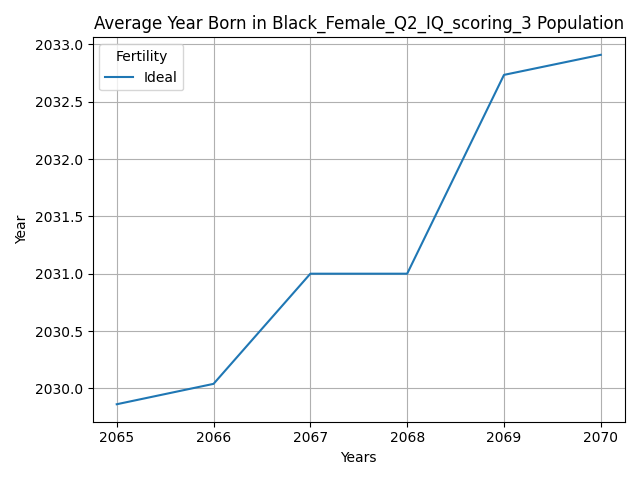 Average Year Born in Black_Female_Q2_IQ_scoring_3 Population
Fertility
Ideal
2033.0
2032.5
2032.0
2031.5
2031.0
2030.5
2030.0
Year
2065 2066 2067 2068 2069 2070
Years